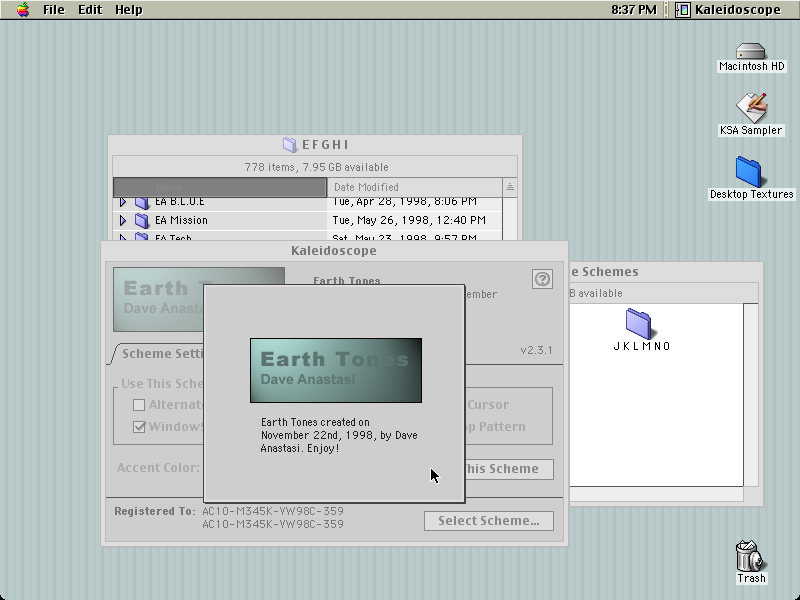 File Edit Help
8:37 PM Kaleidoscope
Macintosh HD
KSA Sampler
Desktop Textures
E F G H I
778 items, 7.95 GB available
Name Date Modified
EA B.L.U.E Tue, Apr 28, 1998, 8:06 PM
EA Mission Tue, May 26, 1998, 12:40 PM
EA Tech Sat, May 23, 1998, 9:57 PM
Kaleidoscope
Earth T
Dave Anasta
Earth Tones
ember
v2.3.1
Scheme Setti
Use This Sche
Alternat
Window
Cursor
p Pattern
Accent Color:
This Scheme
Registered To: AC10-M345K-YW98C-359
AC10-M345K-YW98C-359
Select Scheme...
Earth Tones
Dave Anastasi
Earth Tones created on
November 22nd, 1998, by Dave
Anastasi. Enjoy!
e Schemes
B available
J K L M N O
Trash